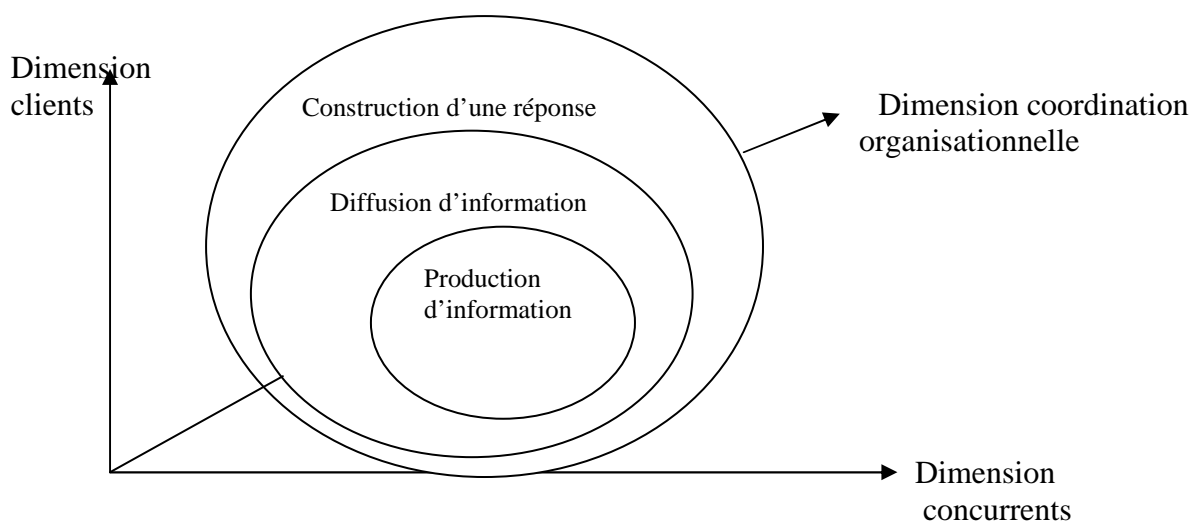 Dimension
clients
Construction d’une réponse
Dimension coordination
organisationnelle
Diffusion d’information
Production
d’information
Dimension
concurrents